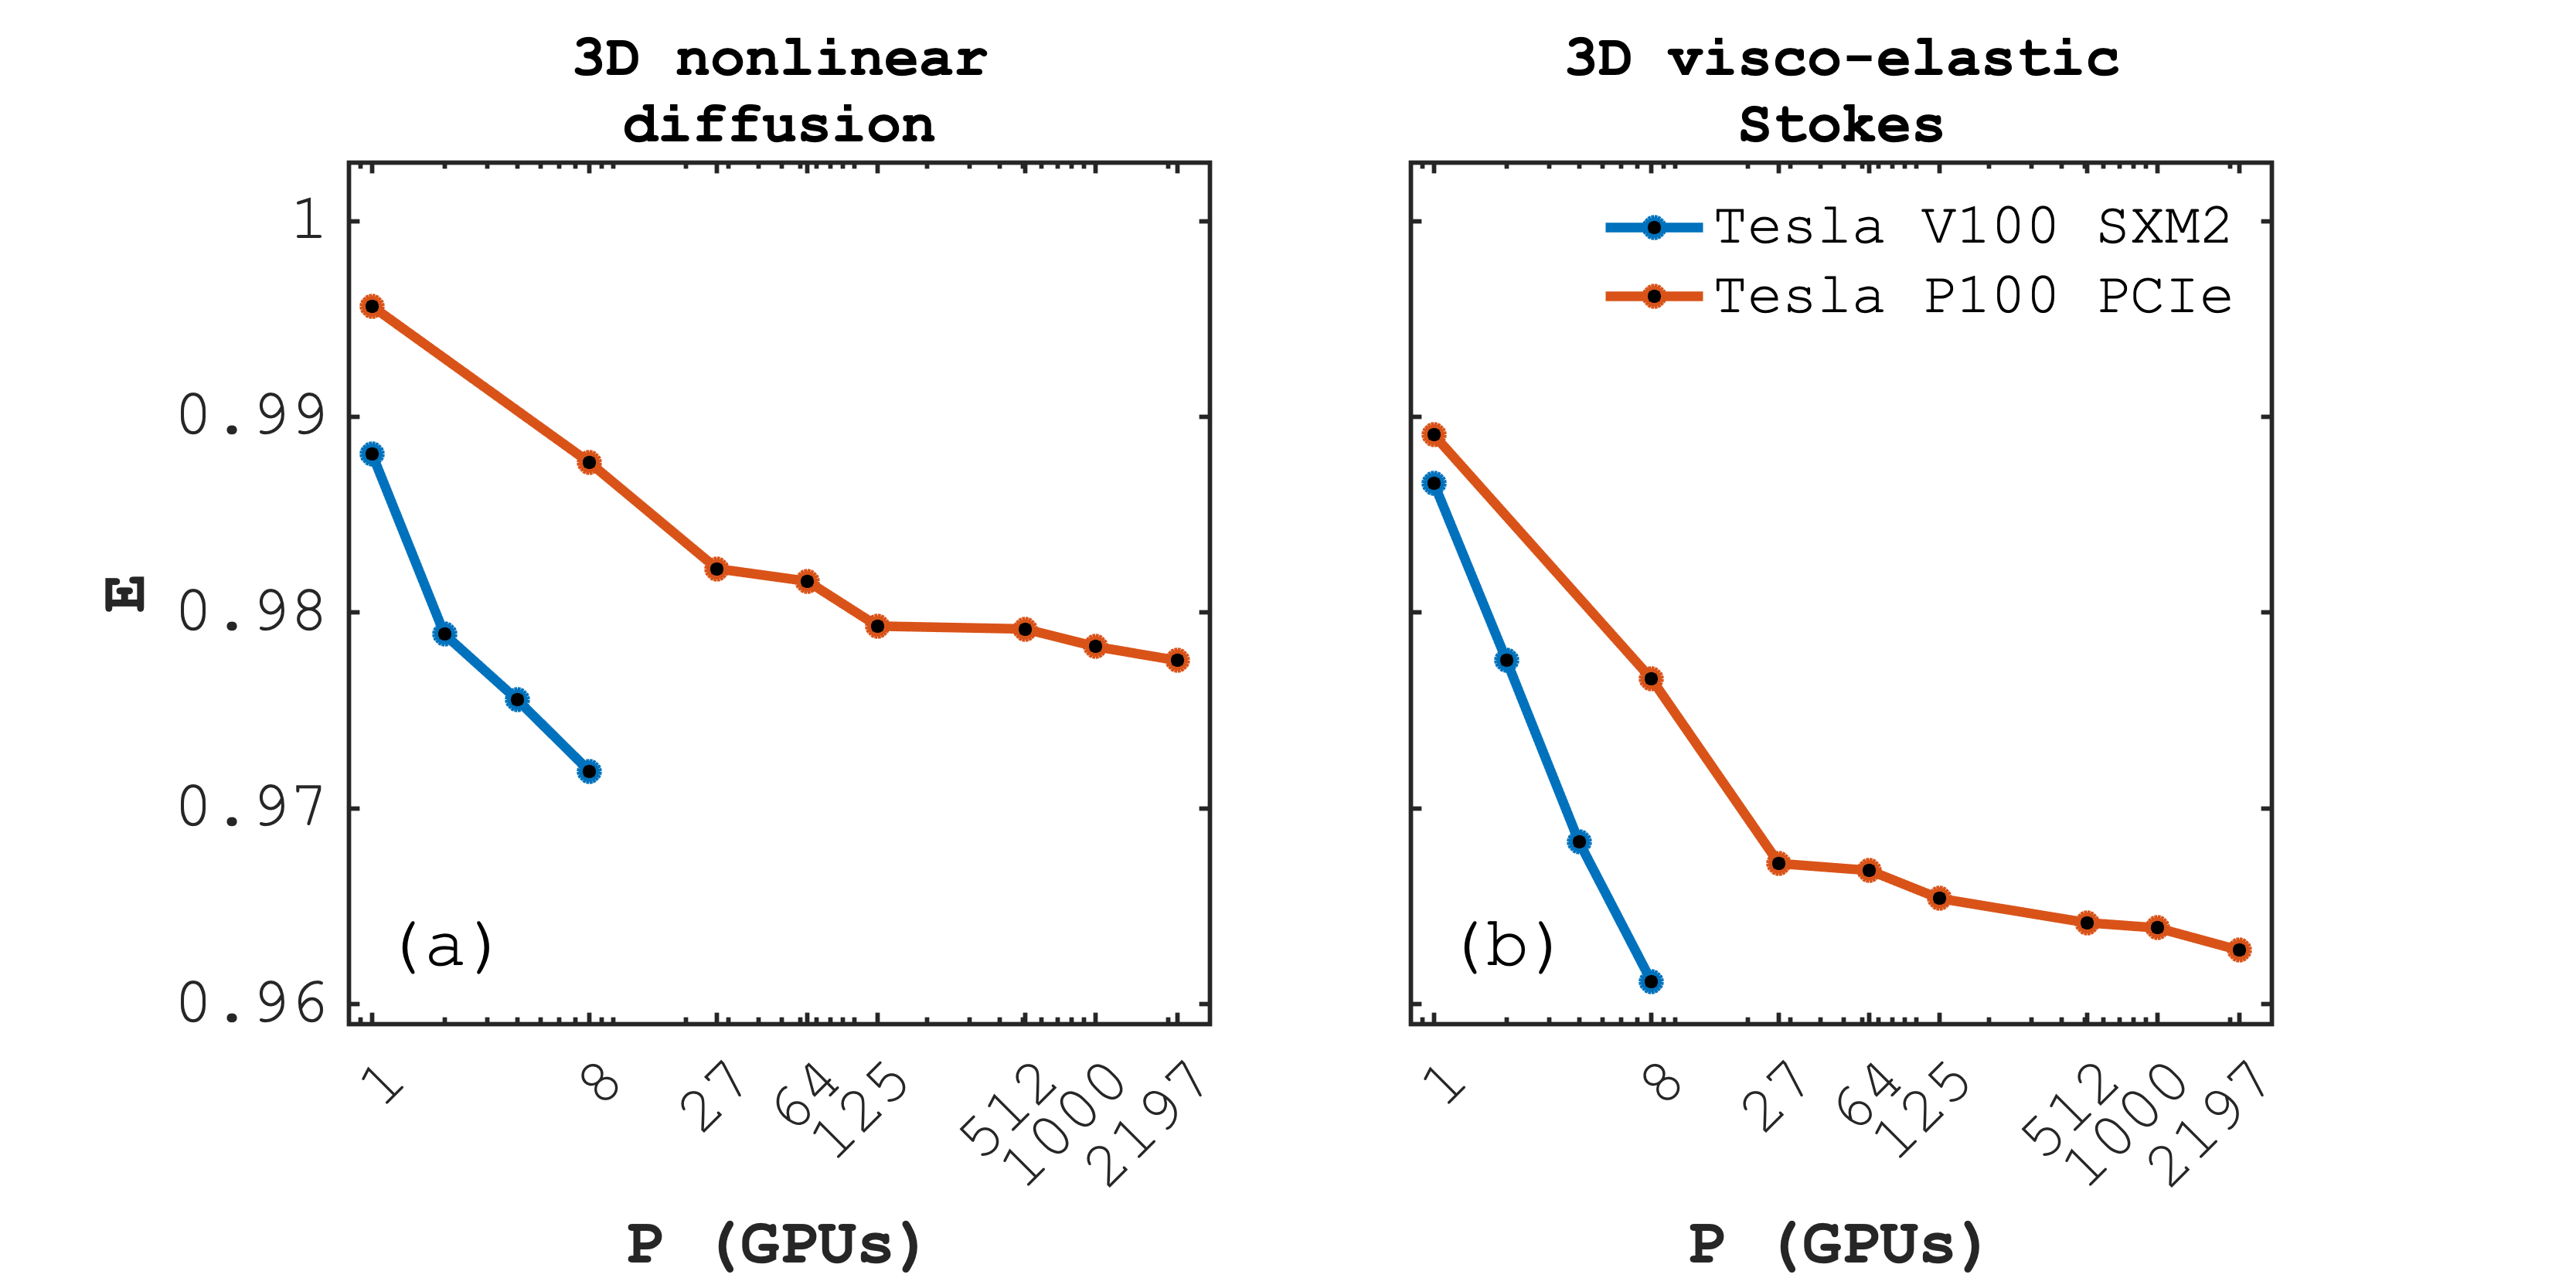 3D nonlinear
diffusion
E
1
0.99
0.98
0.97
0.96
(a)
1
8
27
64
125
512
1000
2197
P (GPUs)
3D visco-elastic
Stokes
Tesla V100 SXM2
Tesla P100 PCIe
(b)
1
8
27
64
125
512
1000
2197
P (GPUs)